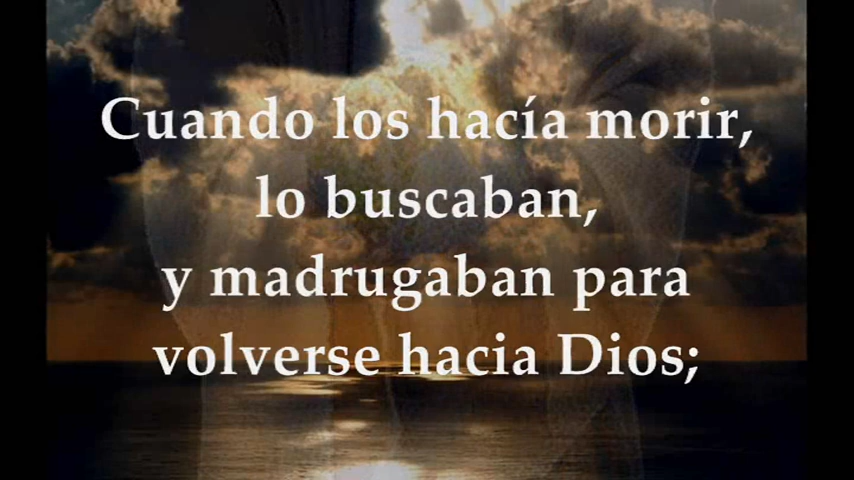 Cuando los hacía morir,
lo buscaban,
y madrugaban para
volverse hacia Dios;